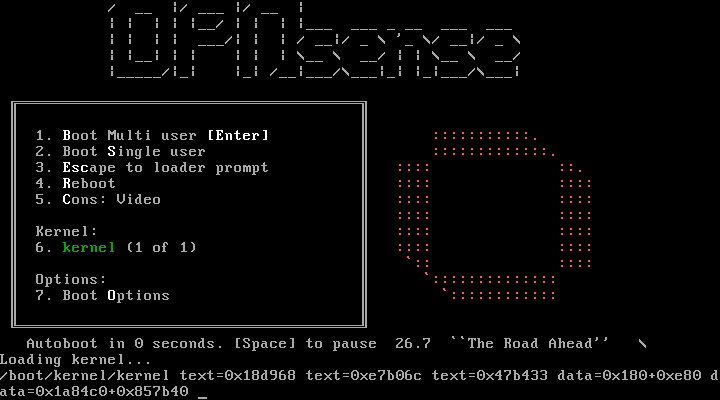 OPNsense
1. Boot Multi user [Enter]
2. Boot Single user
3. Escape to loader prompt
4. Reboot
5. Cons: Video
Kernel:
6. kernel (1 of 1)
Options:
7. Boot Options
Autoboot in 0 seconds. [Space] to pause  26.7  ``The Road Ahead''   \
Loading kernel...
/boot/kernel/kernel text=0x18d968 text=0xe7b06c text=0x47b433 data=0x180+0xe80 d
ata=0x1a84c0+0x857b40 _